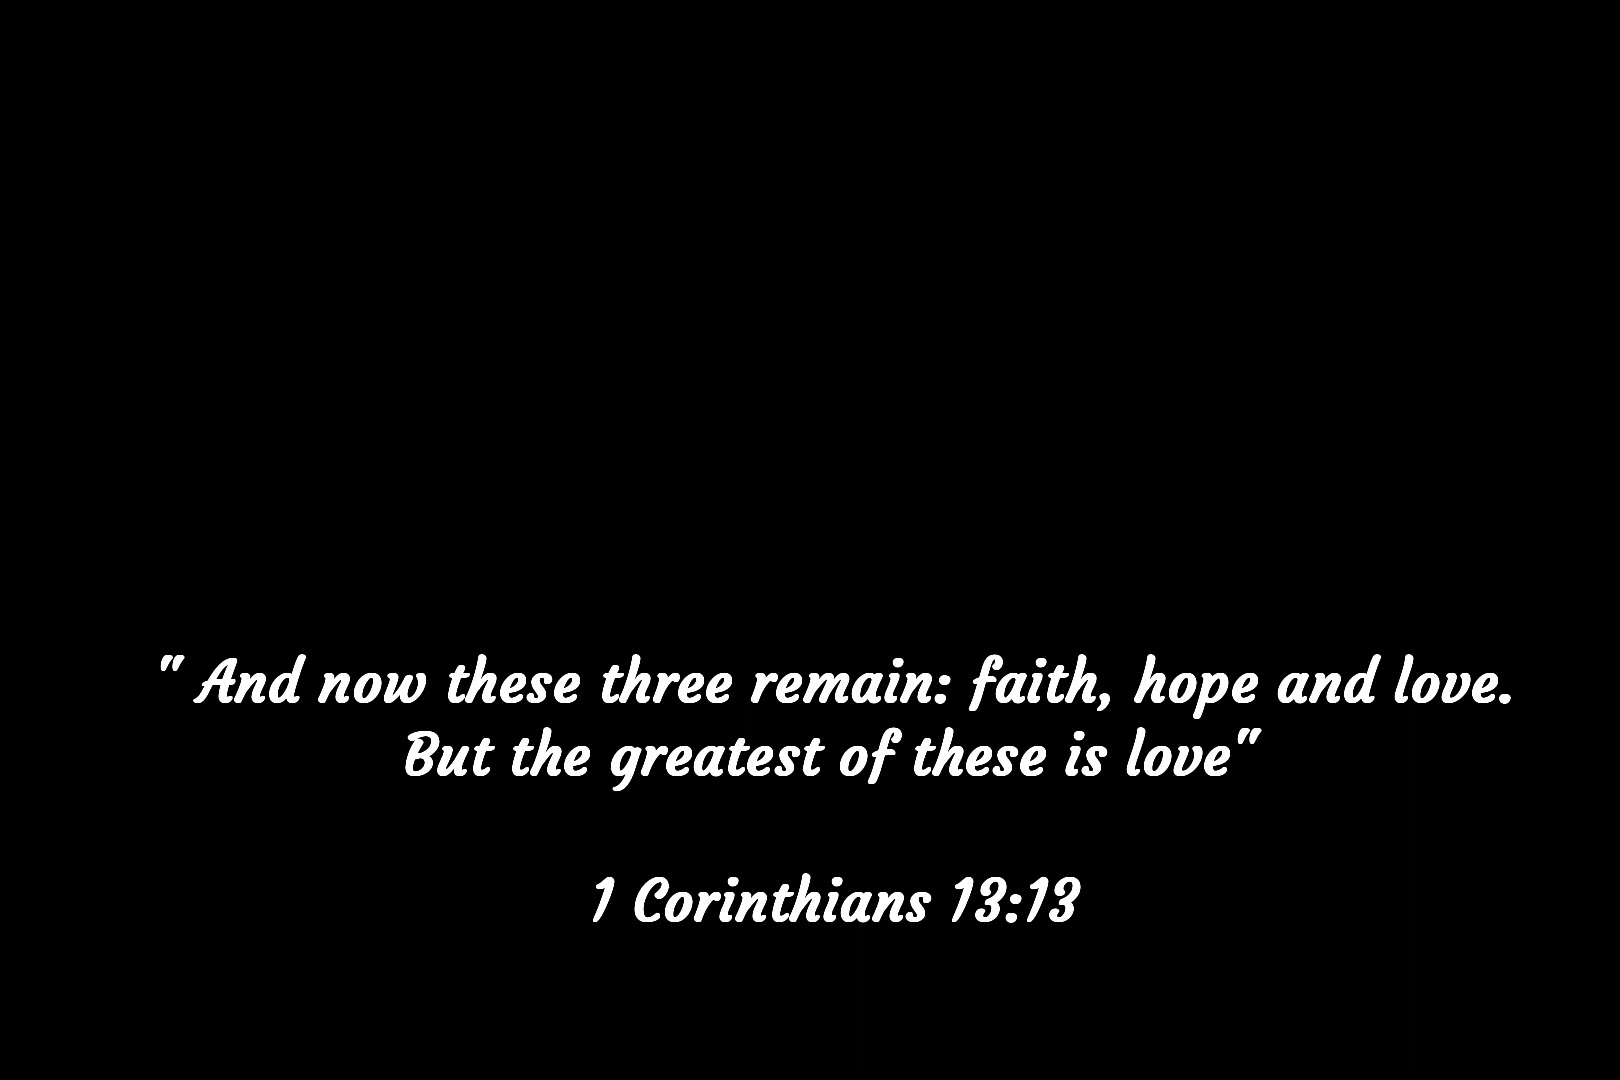 " And now these three remain: faith, hope and love.
But the greatest of these is love"
1 Corinthians 13:13